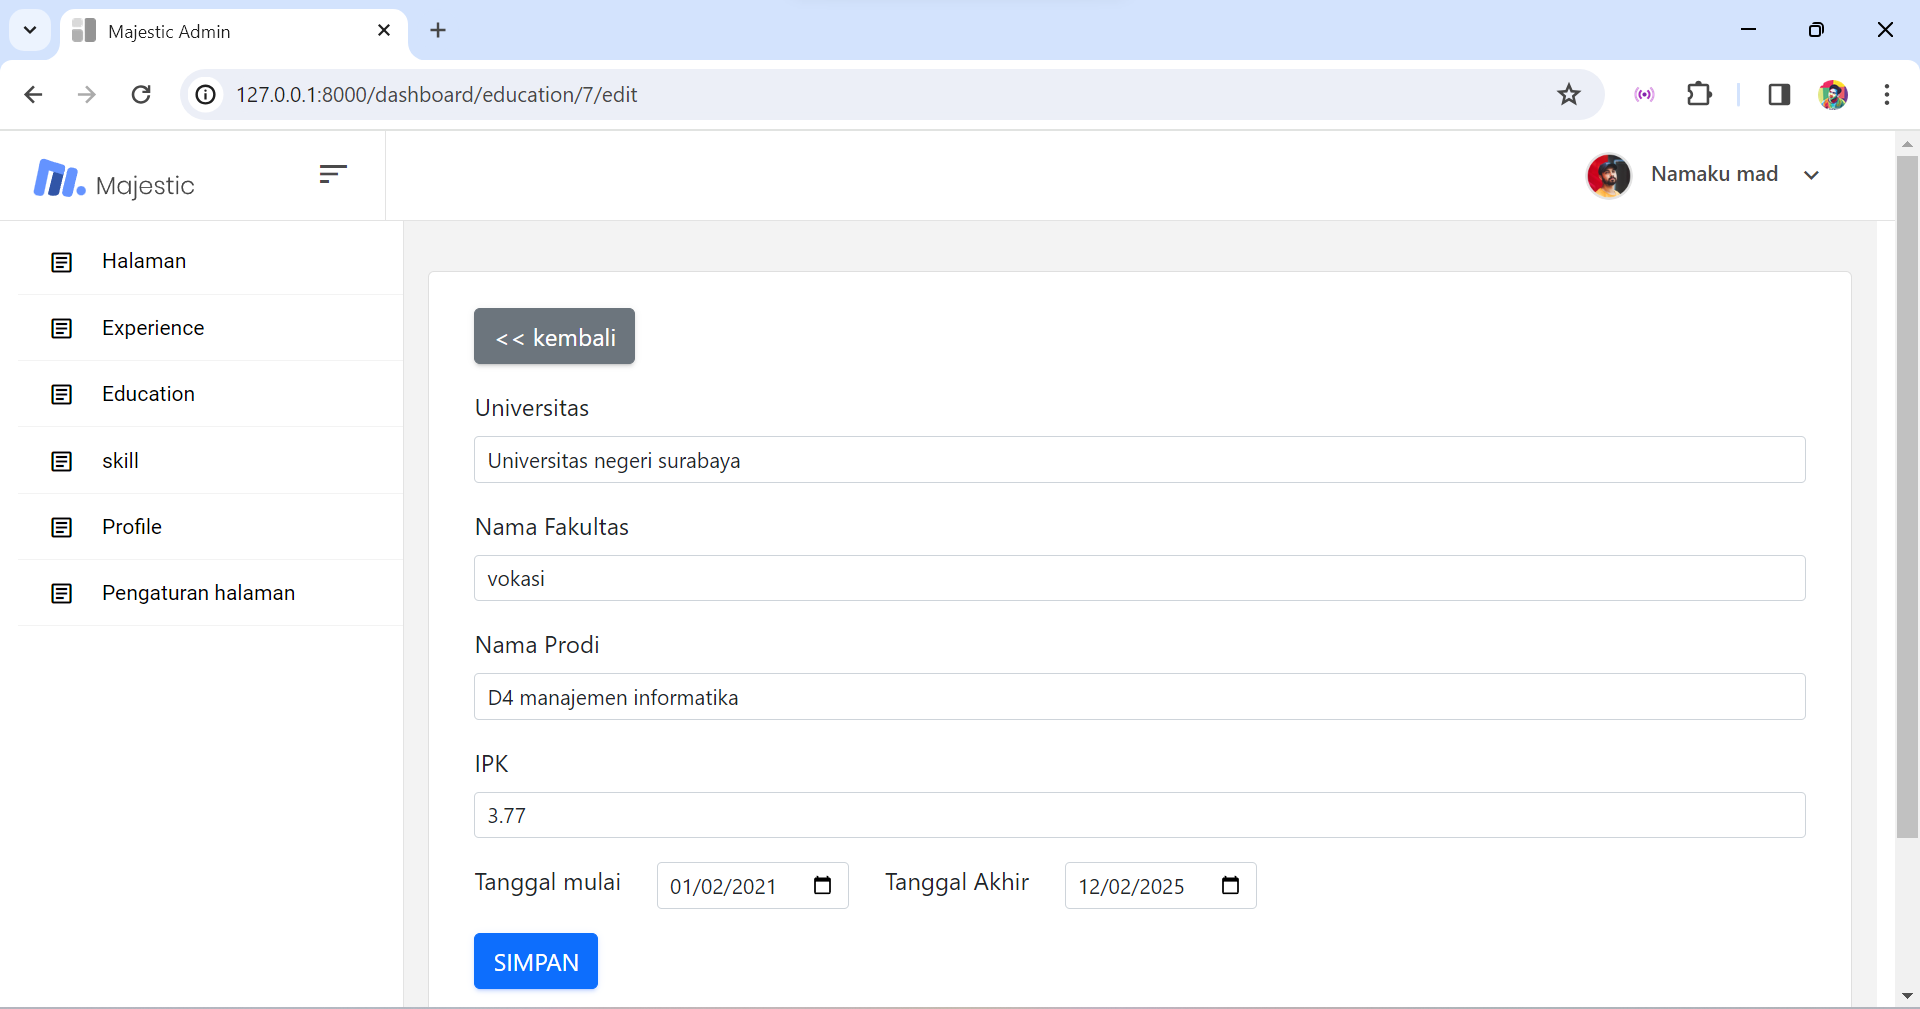 Majestic Admin
127.0.0.1:8000/dashboard/education/7/edit
Majestic
Namaku mad
Halaman
Experience
Education
skill
Profile
Pengaturan halaman
<< kembali
Universitas
Universitas negeri surabaya
Nama Fakultas
vokasi
Nama Prodi
D4 manajemen informatika
IPK
3.77
Tanggal mulai 01/02/2021 Tanggal Akhir 12/02/2025
SIMPAN